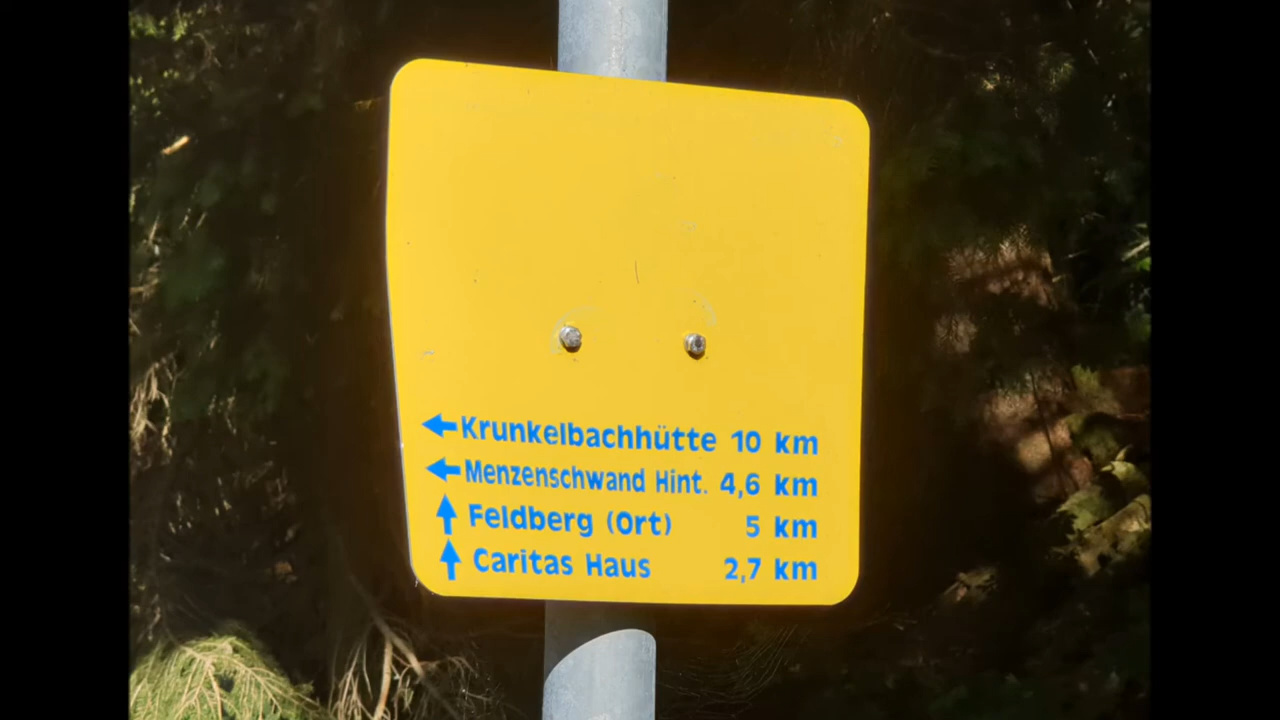 Krunkelbachhütte 10 km
Menzenschwand Hint. 4,6 km
Feldberg (Ort) 5 km
Caritas Haus 2,7 km